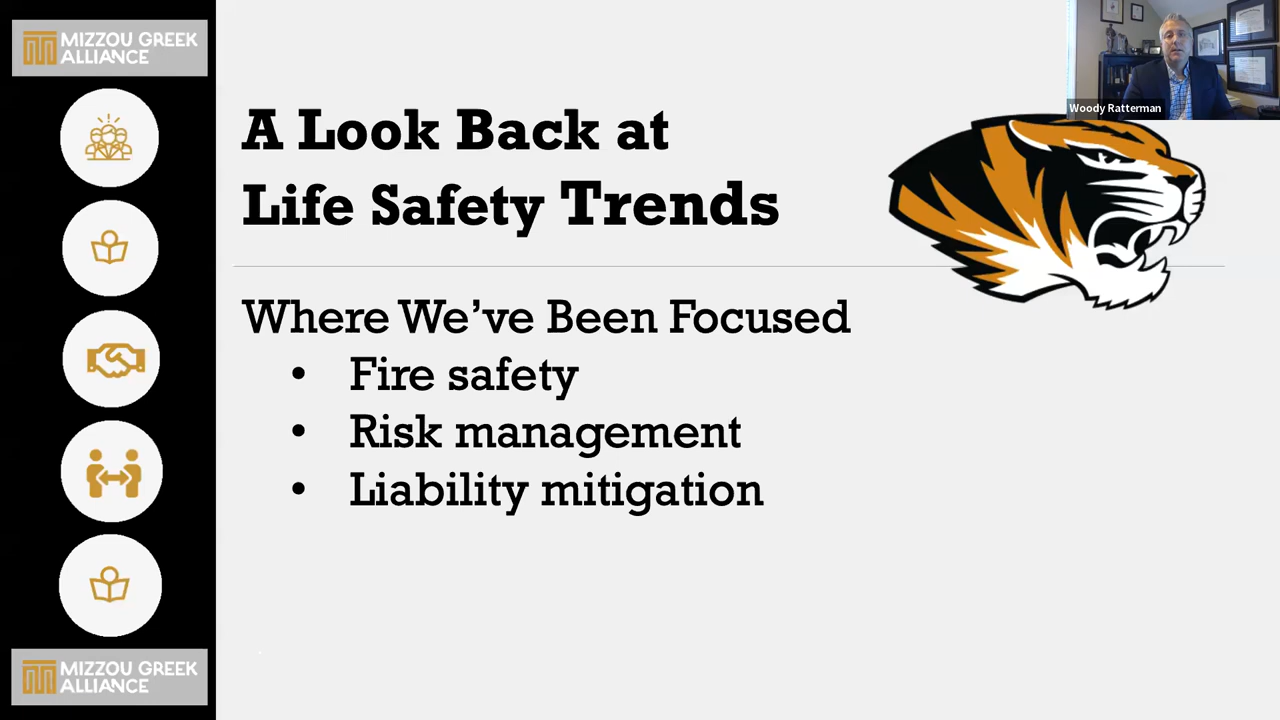 MIZZOU GREEK
ALLIANCE
Woody Ratterman
A Look Back at
Life Safety Trends
Where We’ve Been Focused
• Fire safety
• Risk management
• Liability mitigation
MIZZOU GREEK
ALLIANCE